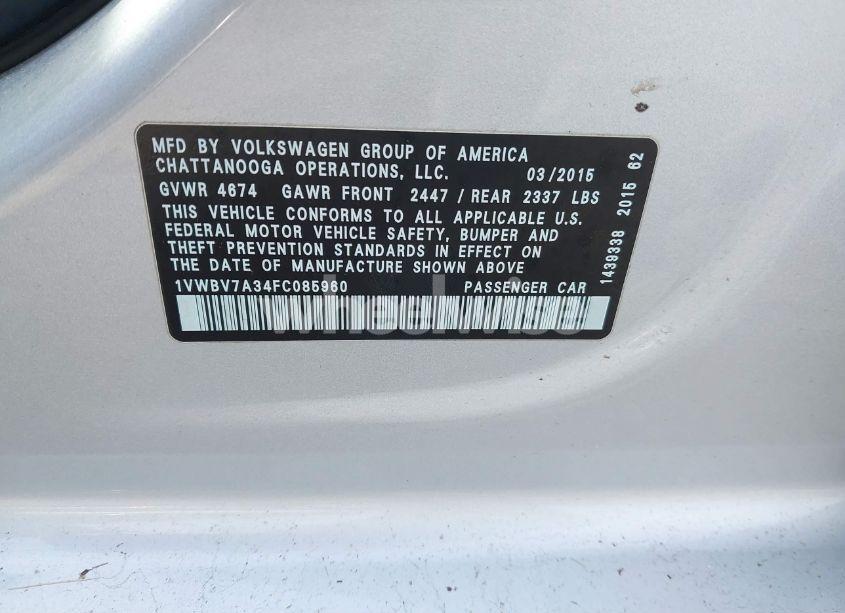 MFD BY VOLKSWAGEN GROUP OF AMERICA
CHATTANOOGA OPERATIONS, LLC. 03/2015
GVWR 4674 GAWR FRONT 2447 / REAR 2337 LBS
THIS VEHICLE CONFORMS TO ALL APPLICABLE U.S.
FEDERAL MOTOR VEHICLE SAFETY, BUMPER AND
THEFT PREVENTION STANDARDS IN EFFECT ON
THE DATE OF MANUFACTURE SHOWN ABOVE
1VWBV7A34FC085960 PASSENGER CAR
1439338 2015 62
wheelwise